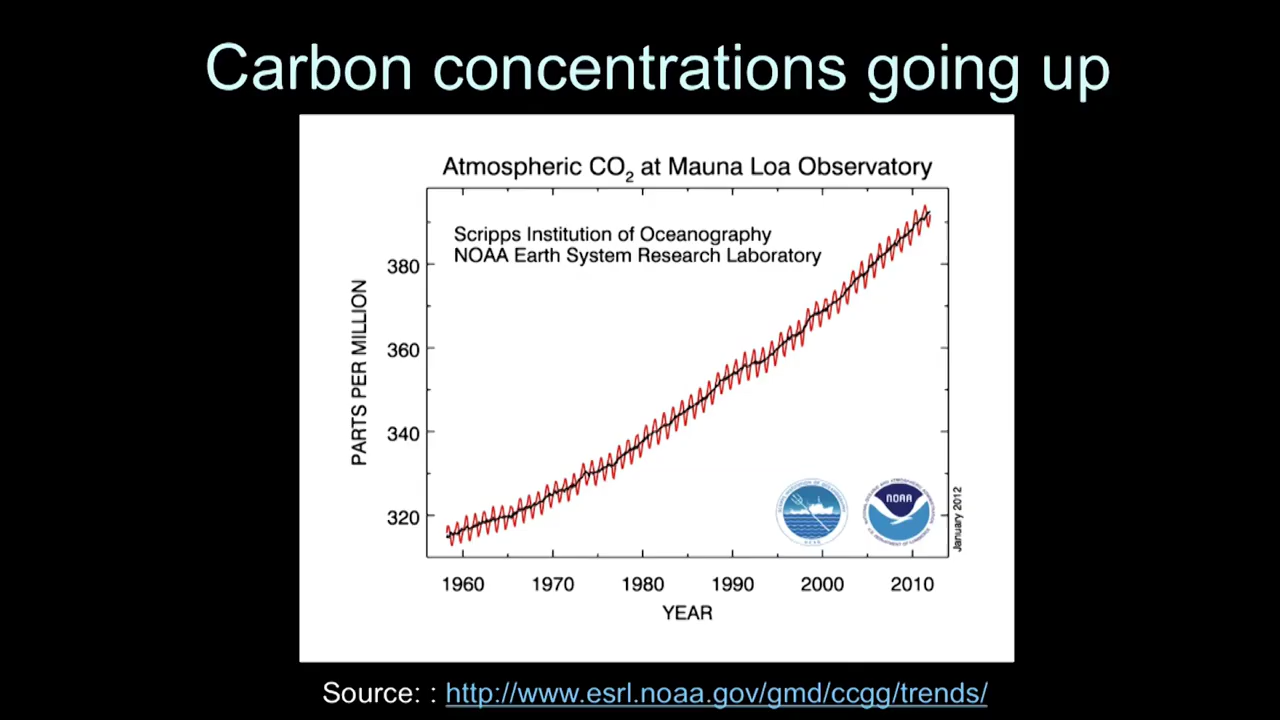 Carbon concentrations going up
Atmospheric CO₂ at Mauna Loa Observatory
Scripps Institution of Oceanography
NOAA Earth System Research Laboratory
PARTS PER MILLION
380
360
340
320
NOAA
January 2012
1960 1970 1980 1990 2000 2010
YEAR
Source: : http://www.esrl.noaa.gov/gmd/ccgg/trends/